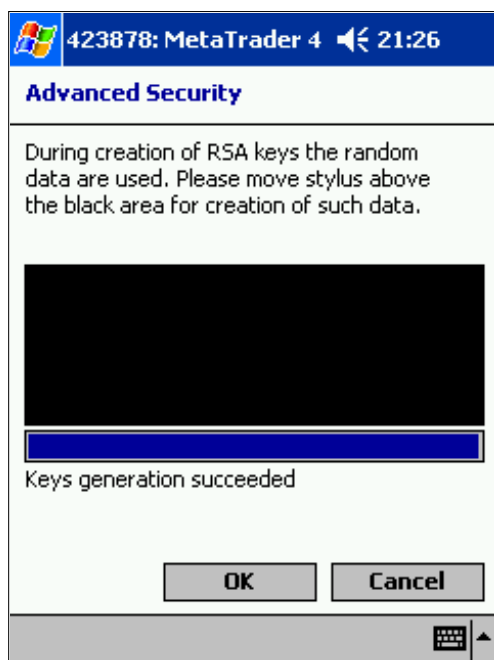 423878: MetaTrader 4 21:26
Advanced Security
During creation of RSA keys the random
data are used. Please move stylus above
the black area for creation of such data.
Keys generation succeeded
OK Cancel